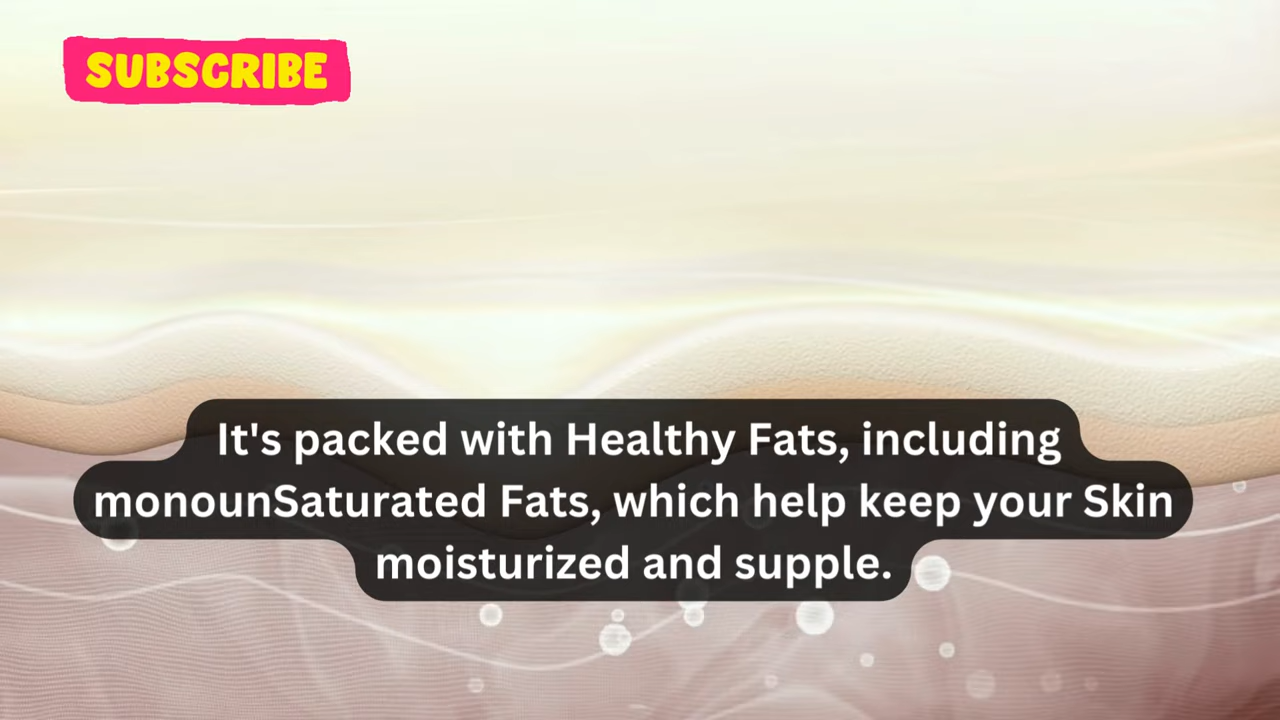 SUBSCRIBE
It's packed with Healthy Fats, including
monounSaturated Fats, which help keep your Skin
moisturized and supple.